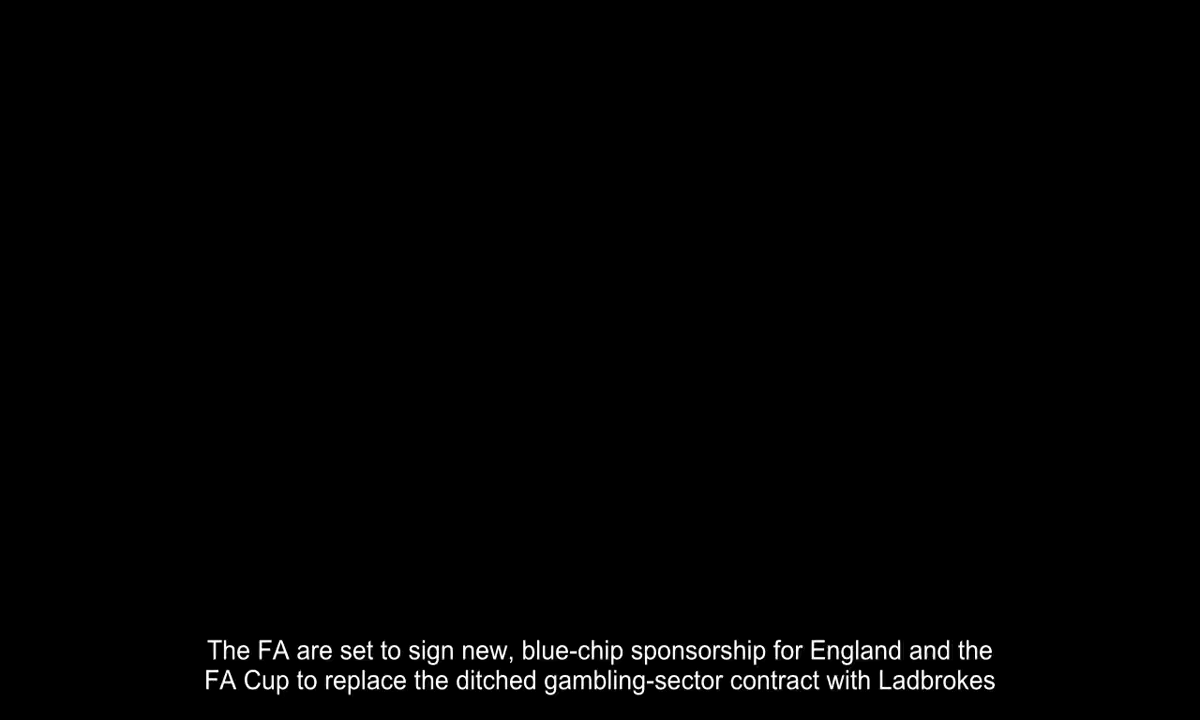 The FA are set to sign new, blue-chip sponsorship for England and the
FA Cup to replace the ditched gambling-sector contract with Ladbrokes